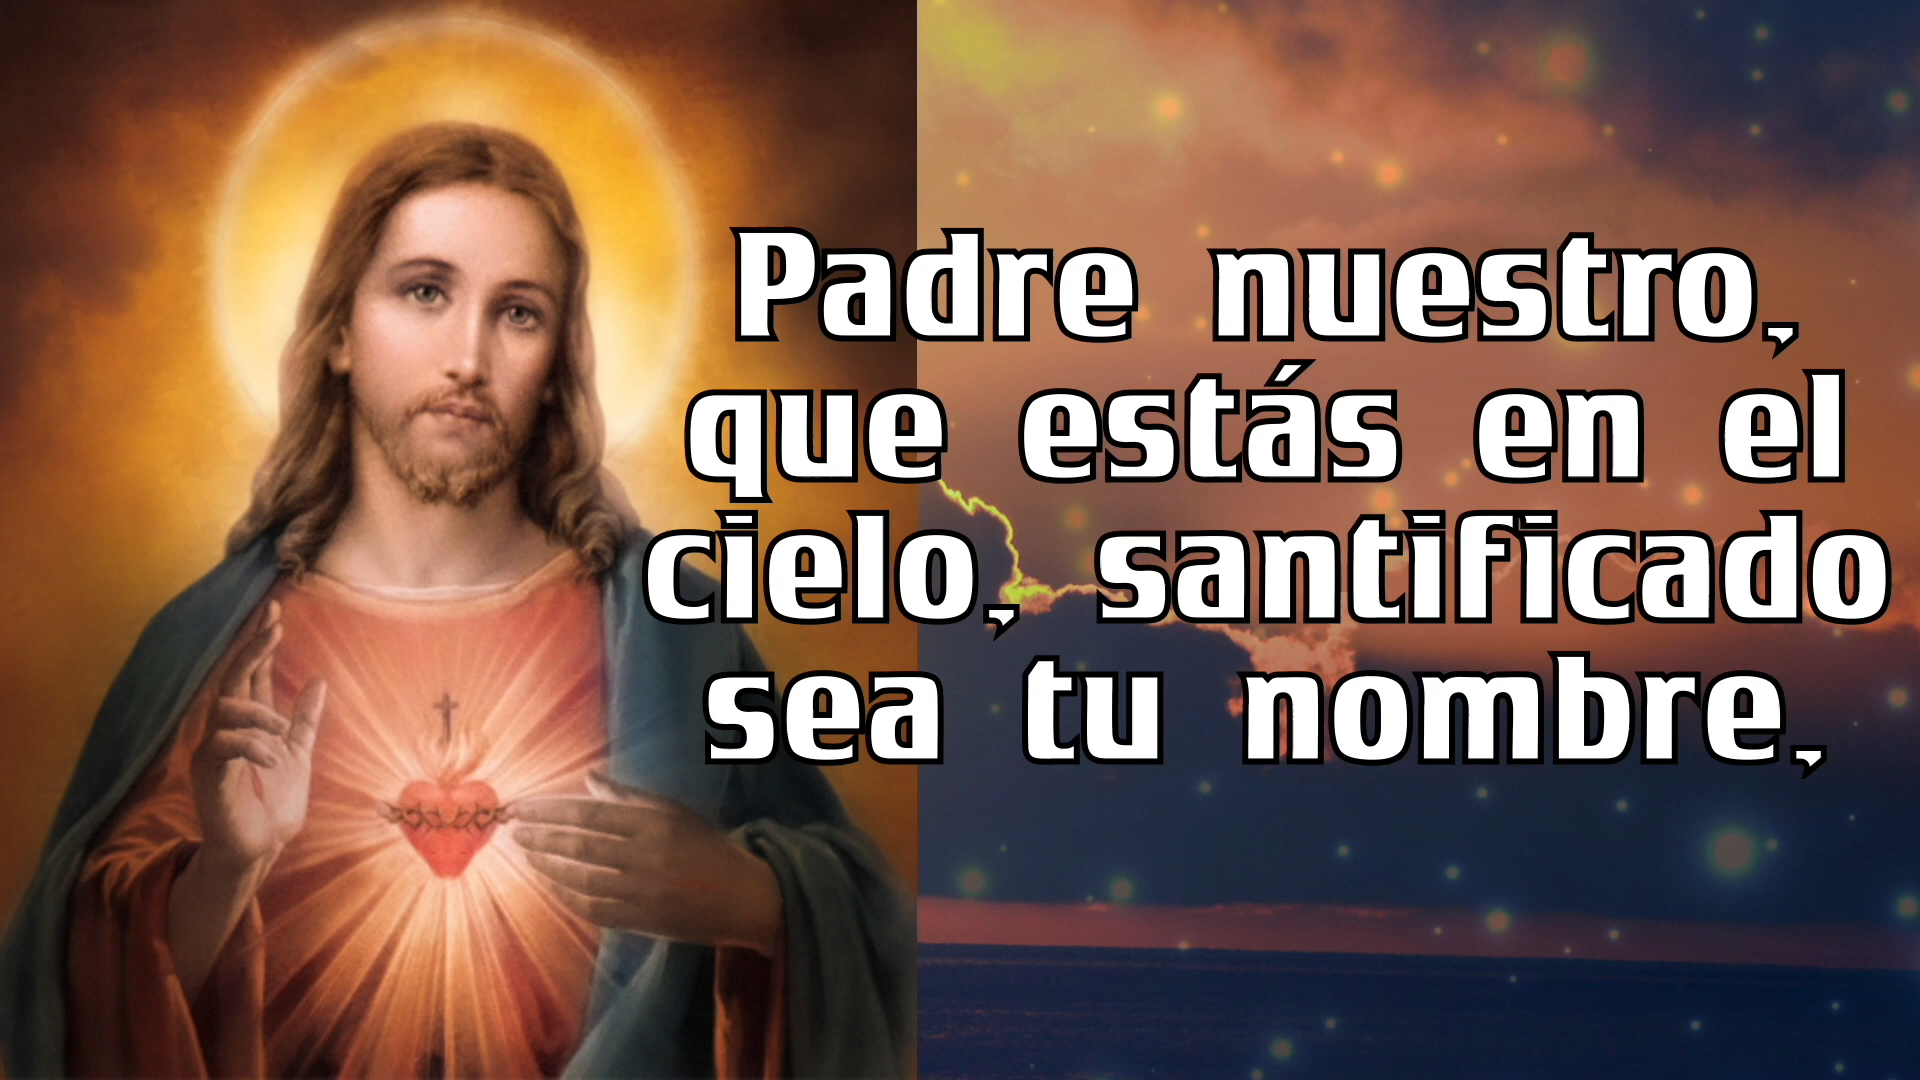 Padre nuestro,
que estás en el
cielo, santificado
sea tu nombre,